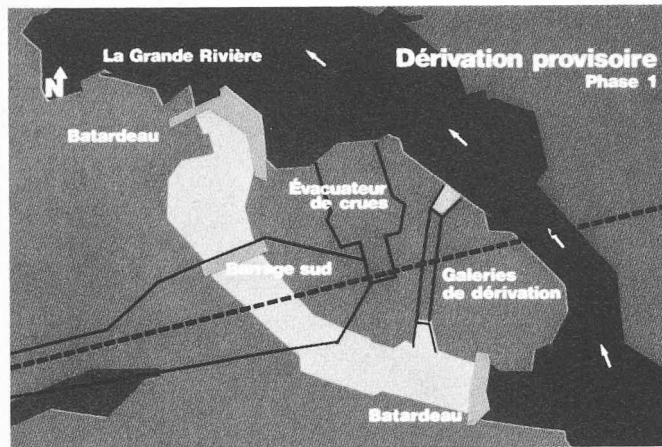 La Grande Rivière
Dérivation provisoire
Phase 1
N
Batardeau
Évacuateur
de crues
Barrage sud
Galeries
de dérivation
Batardeau